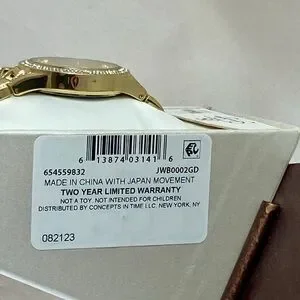 6 13874 03141 6
654559832 JWB0002GD
MADE IN CHINA WITH JAPAN MOVEMENT
TWO YEAR LIMITED WARRANTY
NOT A TOY. NOT INTENDED FOR CHILDREN
DISTRIBUTED BY CONCEPTS IN TIME LLC. NEW YORK, NY
082123